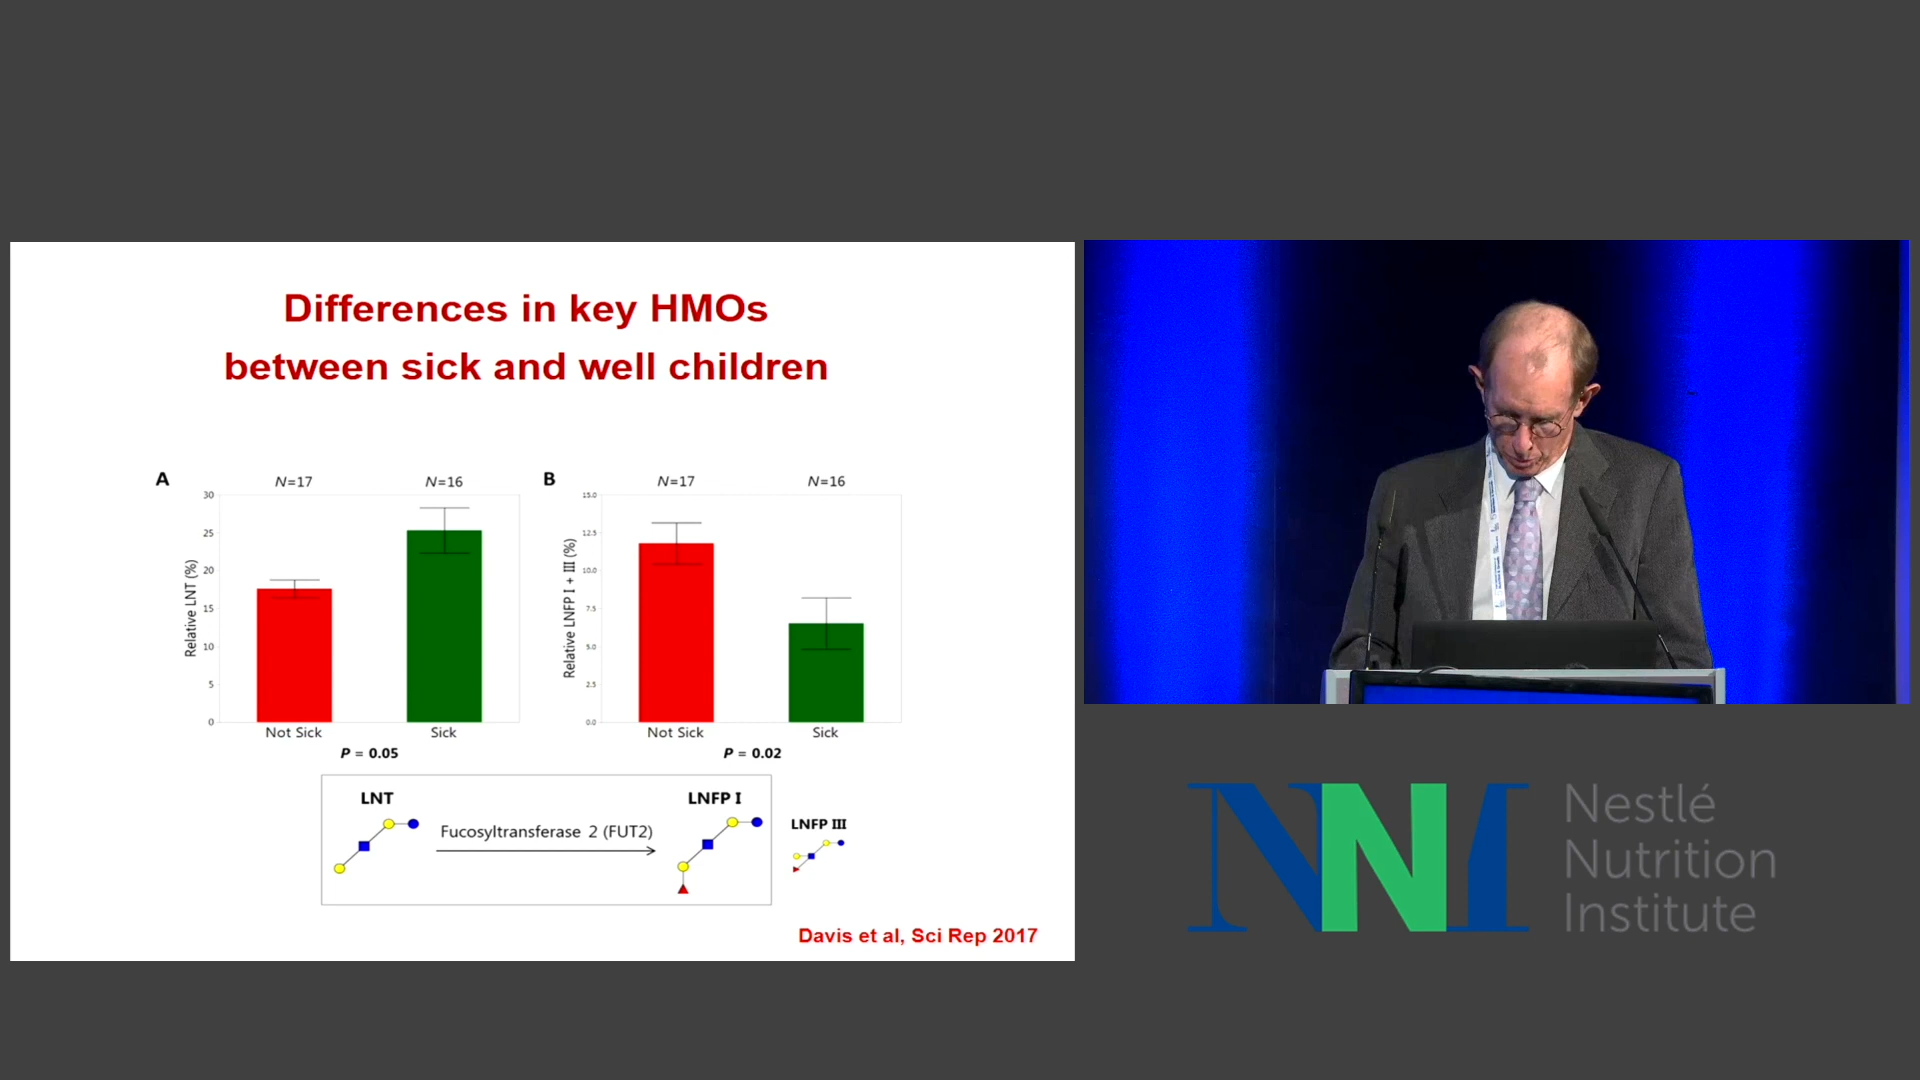 Differences in key HMOs
between sick and well children
A
N=17
N=16
30
25
20
15
10
5
0
Relative LNT (%)
Not Sick
Sick
P = 0.05
B
N=17
N=16
15.0
12.5
10.0
7.5
5.0
2.5
0.0
Relative LNFP I + III (%)
Not Sick
Sick
P = 0.02
LNT
Fucosyltransferase 2 (FUT2)
LNFP I
LNFP III
Davis et al, Sci Rep 2017
NNI
Nestlé
Nutrition
Institute